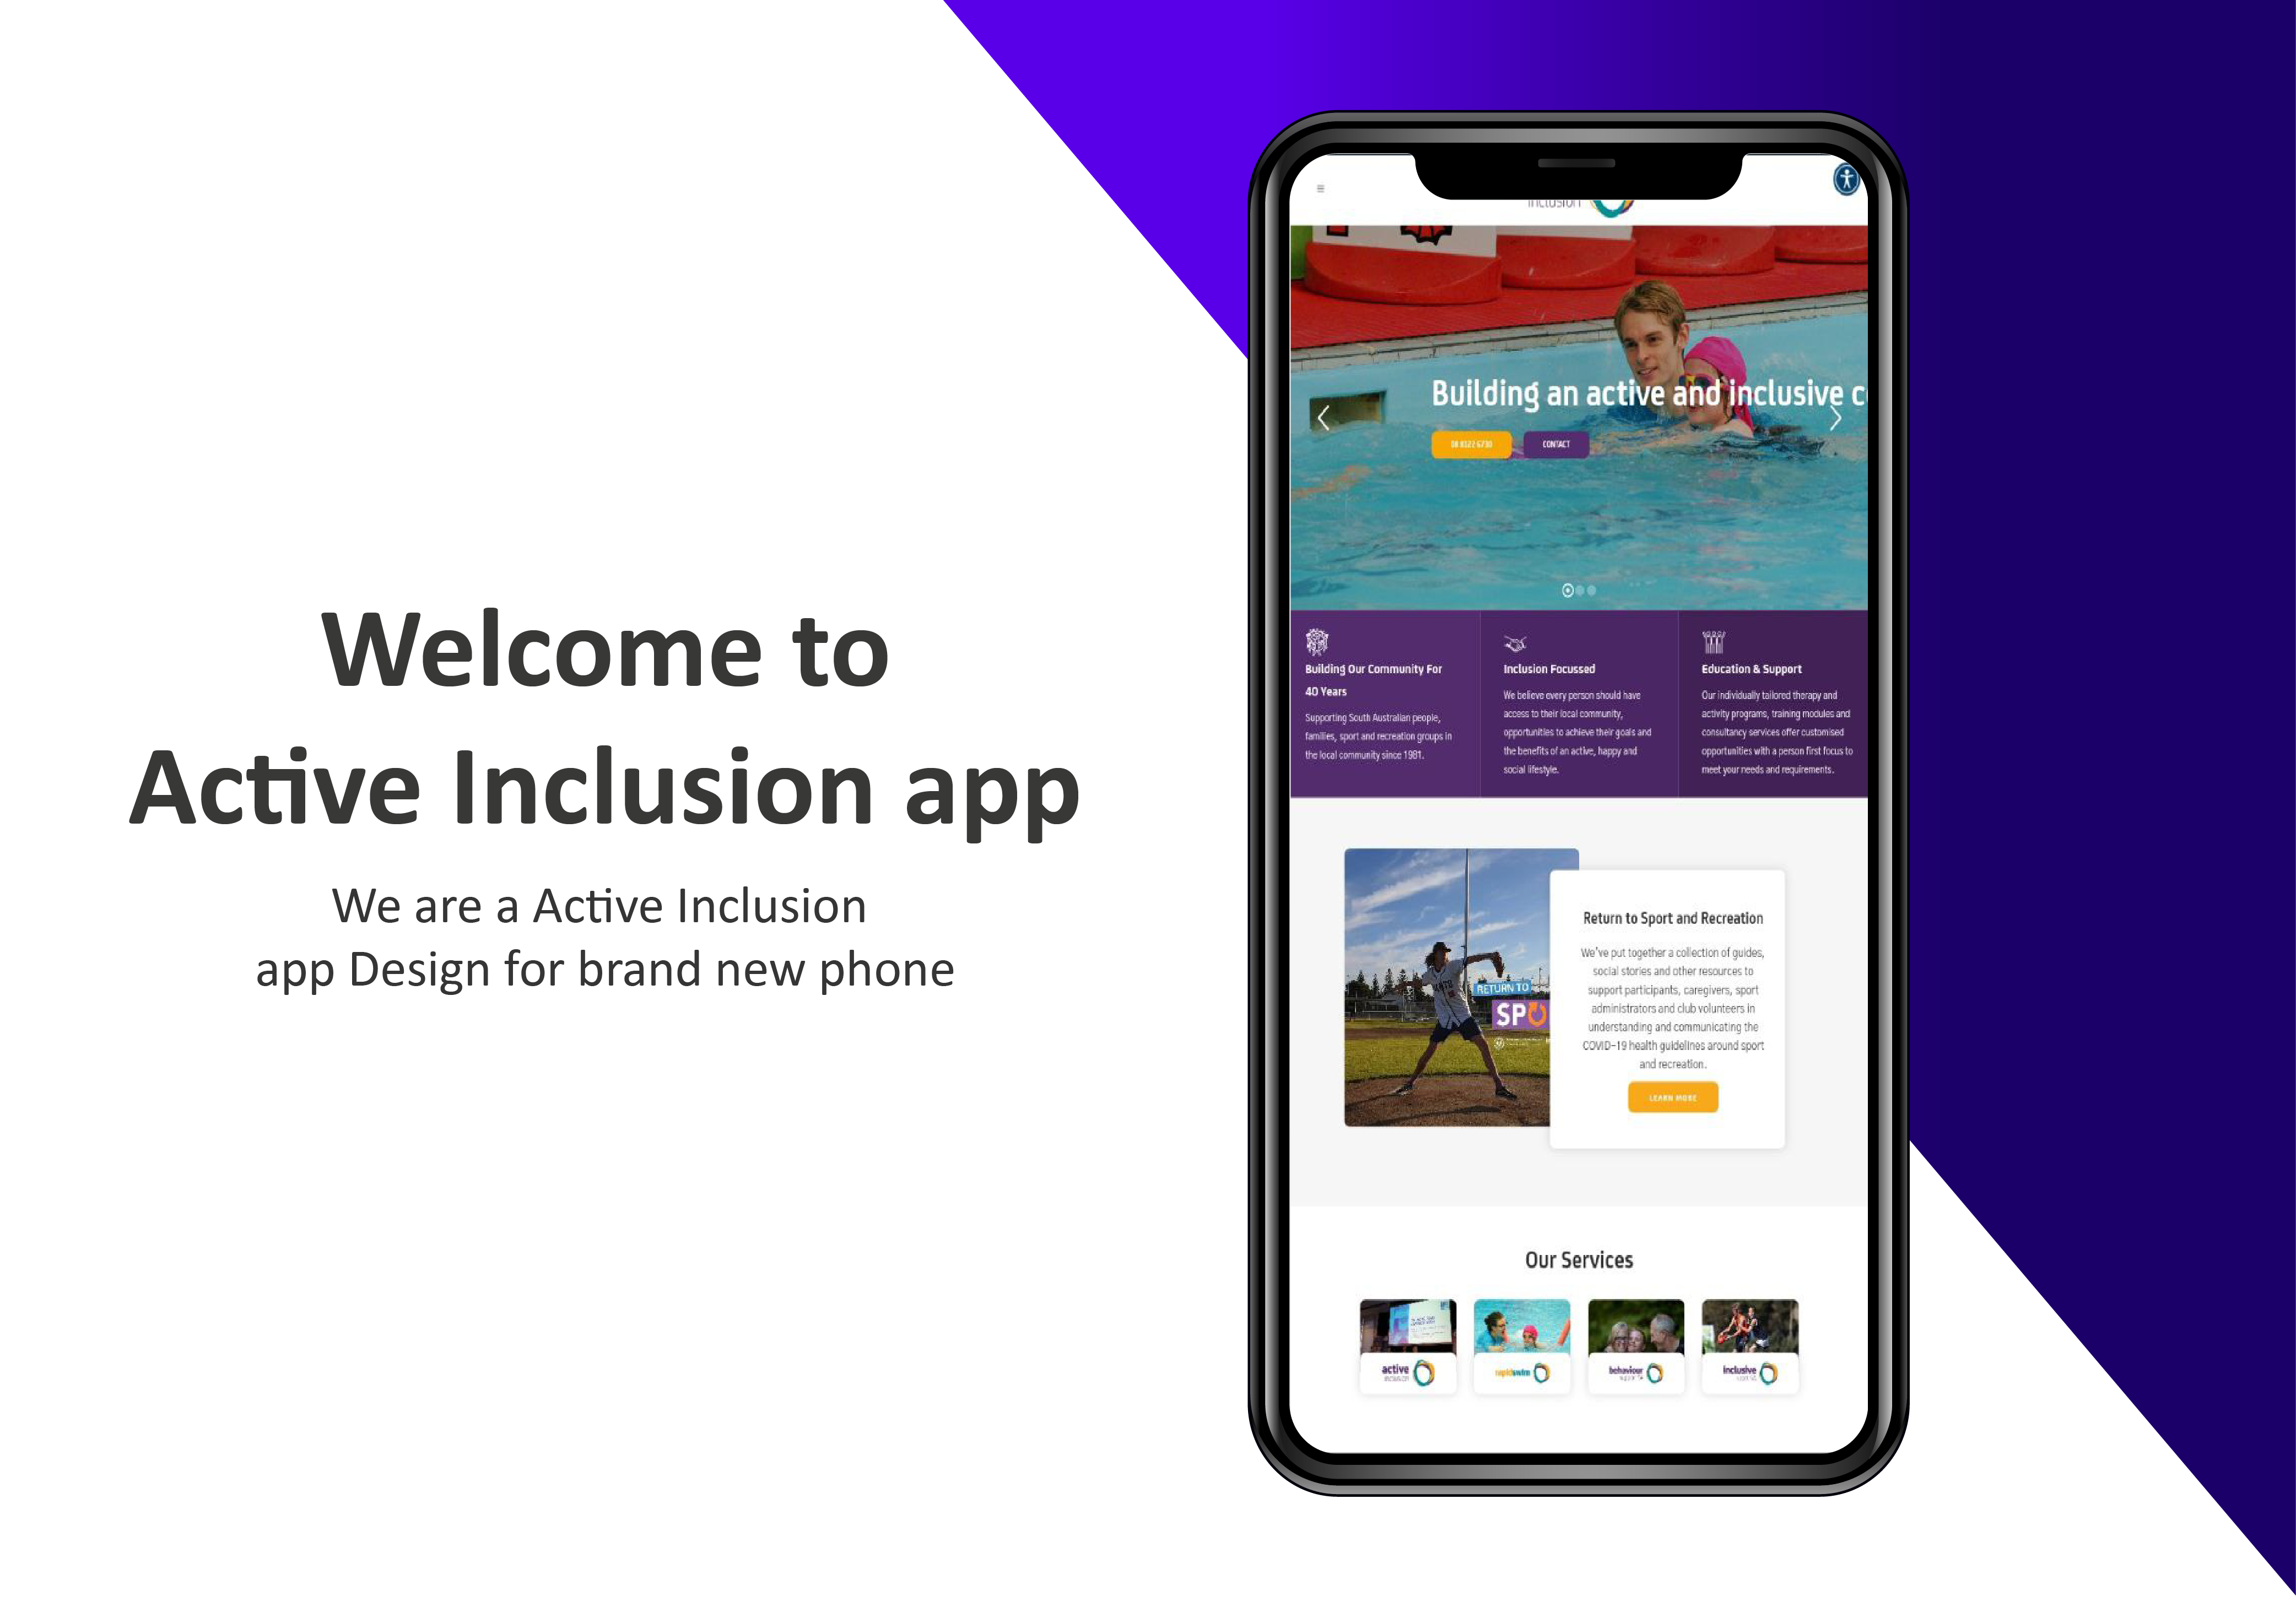 Welcome to
Active Inclusion app
We are a Active Inclusion
app Design for brand new phone
inclusion
Building an active and inclusive c
08 8322 6730
CONTACT
Building Our Community For
40 Years
Supporting South Australian people,
families, sport and recreation groups in
the local community since 1981.
Inclusion Focussed
We believe every person should have
access to their local community,
opportunities to achieve their goals and
the benefits of an active, happy and
social lifestyle.
Education & Support
Our individually tailored therapy and
activity programs, training modules and
consultancy services offer customised
opportunities with a person first focus to
meet your needs and requirements.
RETURN TO
SPO
Return to Sport and Recreation
We've put together a collection of guides,
social stories and other resources to
support participants, caregivers, sport
administrators and club volunteers in
understanding and communicating the
COVID-19 health guidelines around sport
and recreation.
LEARN MORE
Our Services
active
inclusion
rapidswim
behaviour
inclusive